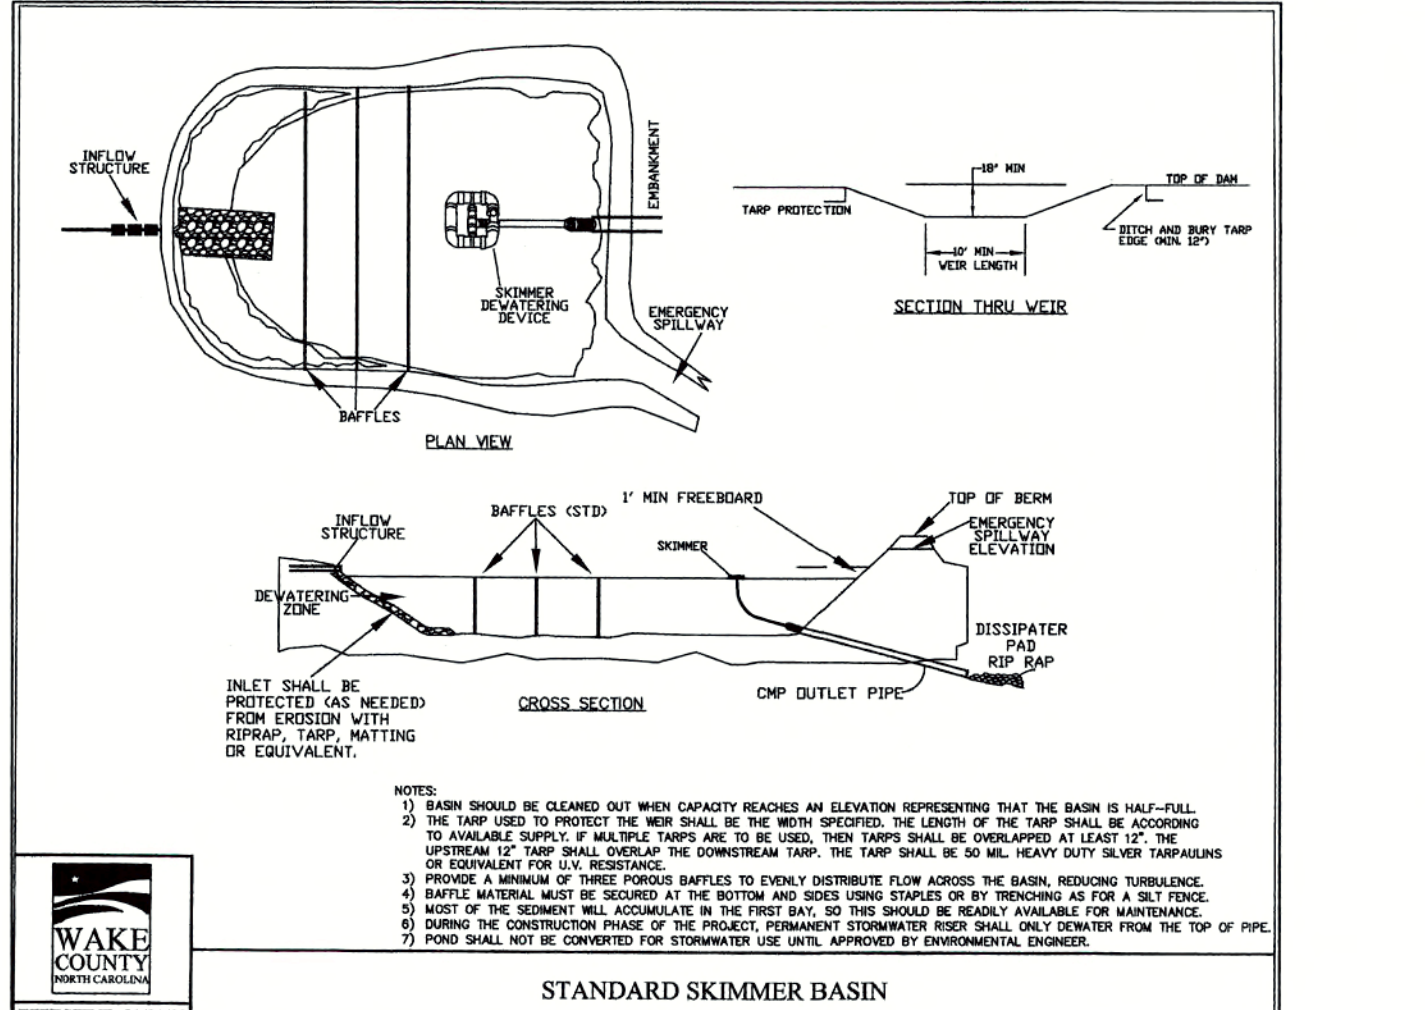 INFLOW
STRUCTURE
EMBANKMENT
SKIMMER
DEWATERING
DEVICE
EMERGENCY
SPILLWAY
BAFFLES
PLAN VIEW
18" MIN
TOP OF DAM
TARP PROTECTION
DITCH AND BURY TARP
EDGE (MIN. 12")
10' MIN
WEIR LENGTH
SECTION THRU WEIR
INFLOW
STRUCTURE
BAFFLES (STD)
1' MIN FREEBOARD
TOP OF BERM
EMERGENCY
SPILLWAY
ELEVATION
SKIMMER
DEWATERING
ZONE
DISSIPATER
PAD
RIP RAP
INLET SHALL BE
PROTECTED (AS NEEDED)
FROM EROSION WITH
RIPRAP, TARP, MATTING
OR EQUIVALENT.
CROSS SECTION
CMP OUTLET PIPE
NOTES:
1) BASIN SHOULD BE CLEANED OUT WHEN CAPACITY REACHES AN ELEVATION REPRESENTING THAT THE BASIN IS HALF-FULL.
2) THE TARP USED TO PROTECT THE WEIR SHALL BE THE WIDTH SPECIFIED. THE LENGTH OF THE TARP SHALL BE ACCORDING
TO AVAILABLE SUPPLY. IF MULTIPLE TARPS ARE TO BE USED, THEN TARPS SHALL BE OVERLAPPED AT LEAST 12". THE
UPSTREAM 12" TARP SHALL OVERLAP THE DOWNSTREAM TARP. THE TARP SHALL BE 50 MIL. HEAVY DUTY SILVER TARPAULINS
OR EQUIVALENT FOR U.V. RESISTANCE.
3) PROVIDE A MINIMUM OF THREE POROUS BAFFLES TO EVENLY DISTRIBUTE FLOW ACROSS THE BASIN, REDUCING TURBULENCE.
4) BAFFLE MATERIAL MUST BE SECURED AT THE BOTTOM AND SIDES USING STAPLES OR BY TRENCHING AS FOR A SILT FENCE.
5) MOST OF THE SEDIMENT WILL ACCUMULATE IN THE FIRST BAY, SO THIS SHOULD BE READILY AVAILABLE FOR MAINTENANCE.
6) DURING THE CONSTRUCTION PHASE OF THE PROJECT, PERMANENT STORMWATER RISER SHALL ONLY DEWATER FROM THE TOP OF PIPE.
7) POND SHALL NOT BE CONVERTED FOR STORMWATER USE UNTIL APPROVED BY ENVIRONMENTAL ENGINEER.
WAKE
COUNTY
NORTH CAROLINA
STANDARD SKIMMER BASIN